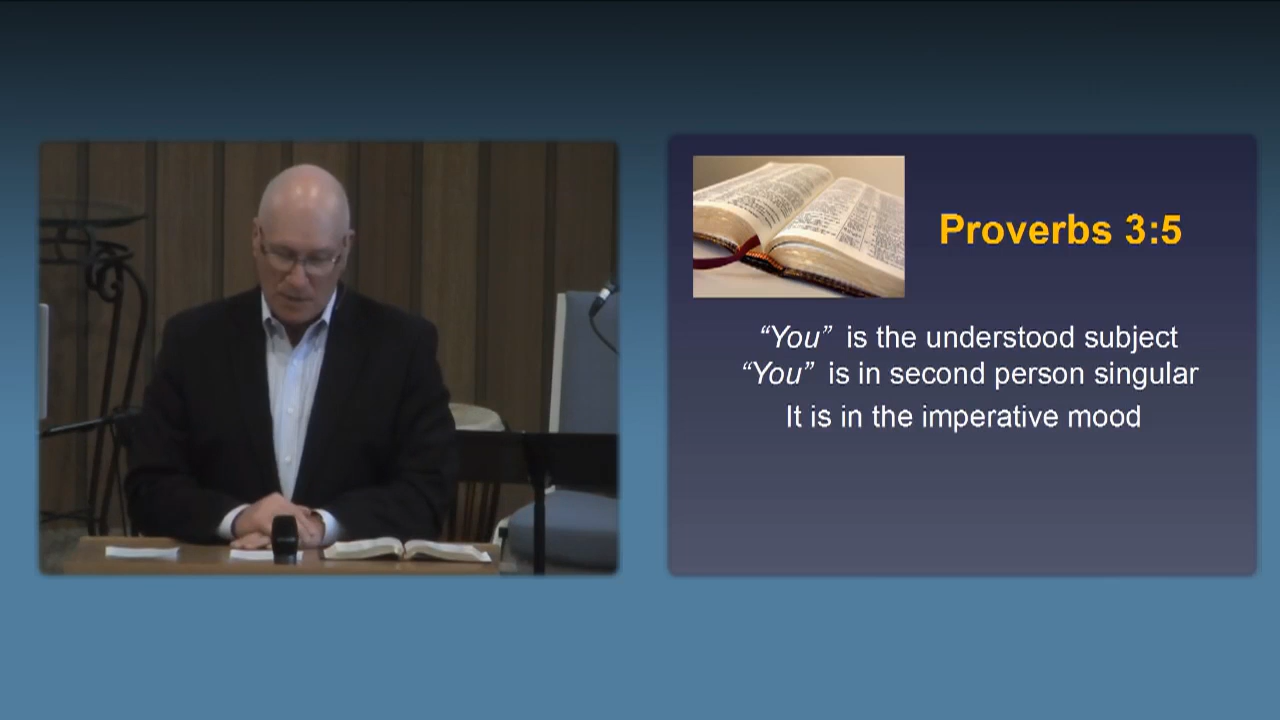 Proverbs 3:5
“You” is the understood subject
“You” is in second person singular
It is in the imperative mood